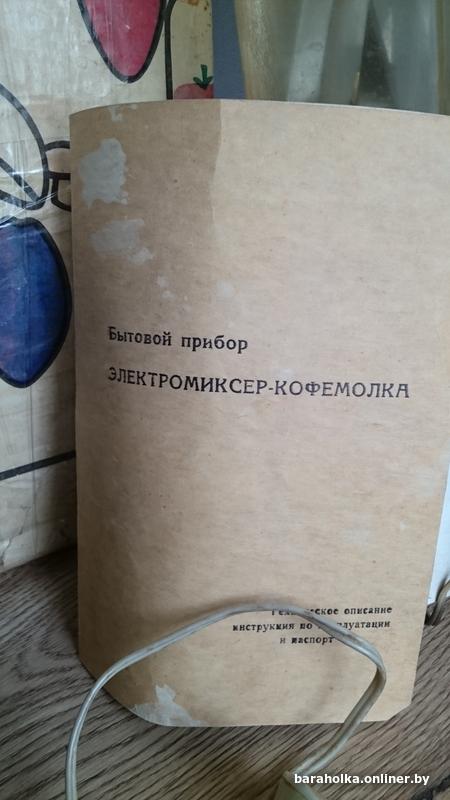 Бытовой прибор
ЭЛЕКТРОМИКСЕР-КОФЕМОЛКА
описание
инструкция по
и паспорт
baraholka.onliner.by